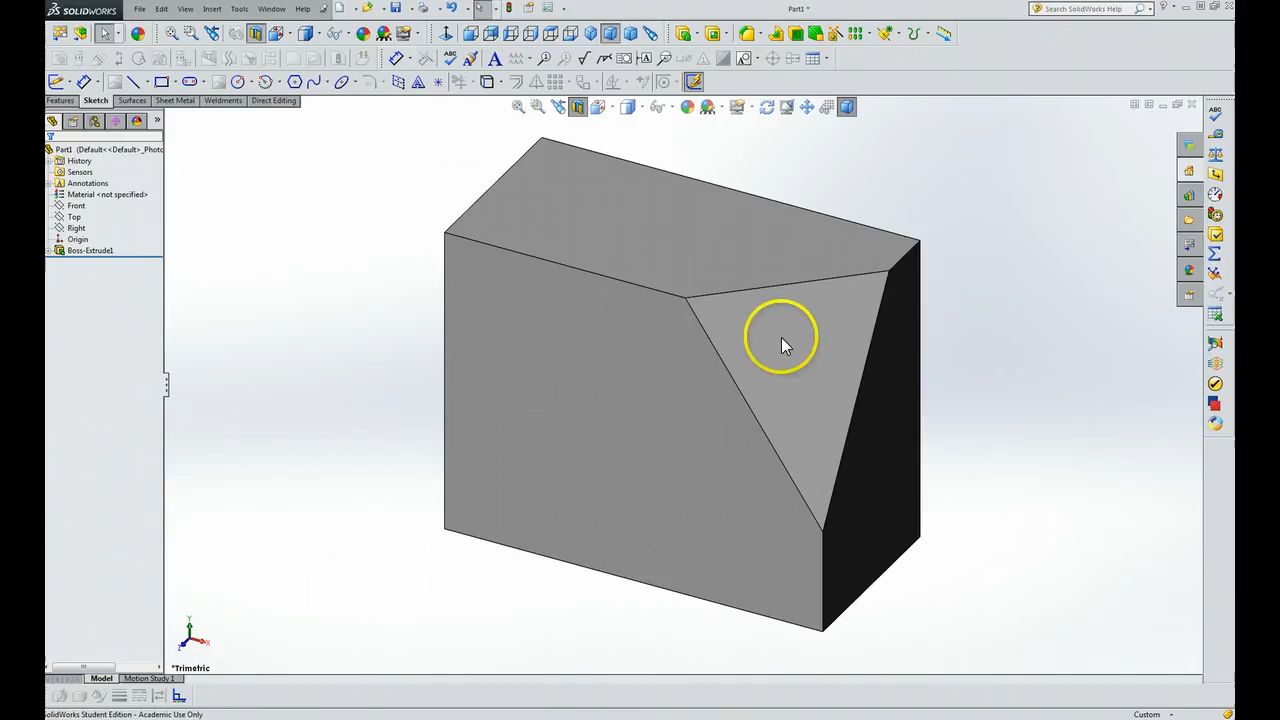 SOLIDWORKS
File Edit View Insert Tools Window Help
Part1 *
Search SolidWorks Help
Features Sketch Surfaces Sheet Metal Weldments Direct Editing
Part1 (Default<<Default>_Photo
History
Sensors
Annotations
Material <not specified>
Front
Top
Right
Origin
Boss-Extrude1
Y
X
Z
*Trimetric
Model Motion Study 1
SolidWorks Student Edition - Academic Use Only
Custom